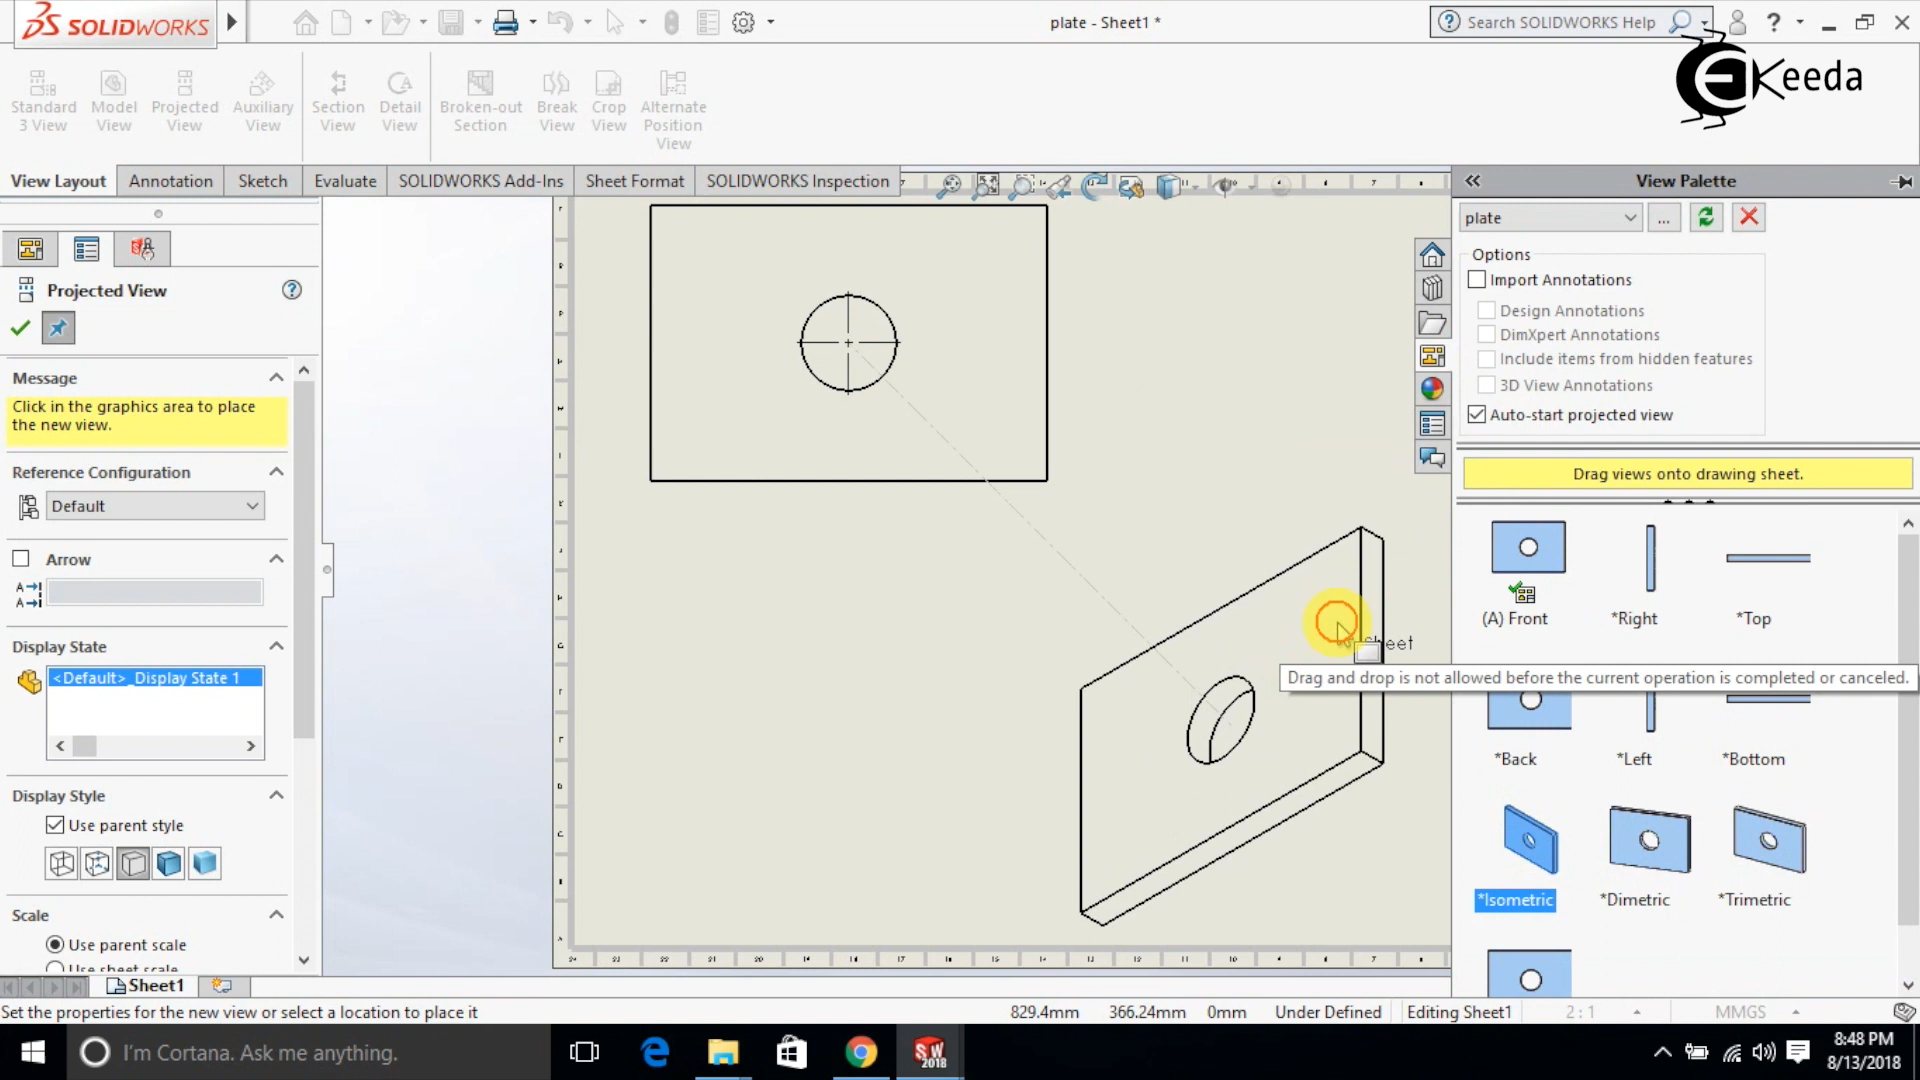 SOLIDWORKS
plate - Sheet1 *
Search SOLIDWORKS Help
?
Keeda
Standard
3 View
Model
View
Projected
View
Auxiliary
View
Section
View
Detail
View
Broken-out
Section
Break
View
Crop
View
Alternate
Position
View
View Layout
Annotation
Sketch
Evaluate
SOLIDWORKS Add-Ins
Sheet Format
SOLIDWORKS Inspection
View Palette
plate
...
Options
Import Annotations
Design Annotations
DimXpert Annotations
Include items from hidden features
3D View Annotations
Auto-start projected view
Drag views onto drawing sheet.
(A) Front
*Right
*Top
*Back
*Left
*Bottom
*Isometric
*Dimetric
*Trimetric
Projected View
Message
Click in the graphics area to place
the new view.
Reference Configuration
Default
Arrow
Display State
<Default>_Display State 1
Display Style
Use parent style
Scale
Use parent scale
Use sheet scale
Sheet
Drag and drop is not allowed before the current operation is completed or canceled.
Sheet1
Set the properties for the new view or select a location to place it
829.4mm
366.24mm
0mm
Under Defined
Editing Sheet1
2 : 1
MMGS
I'm Cortana. Ask me anything.
SW
2018
8:48 PM
8/13/2018